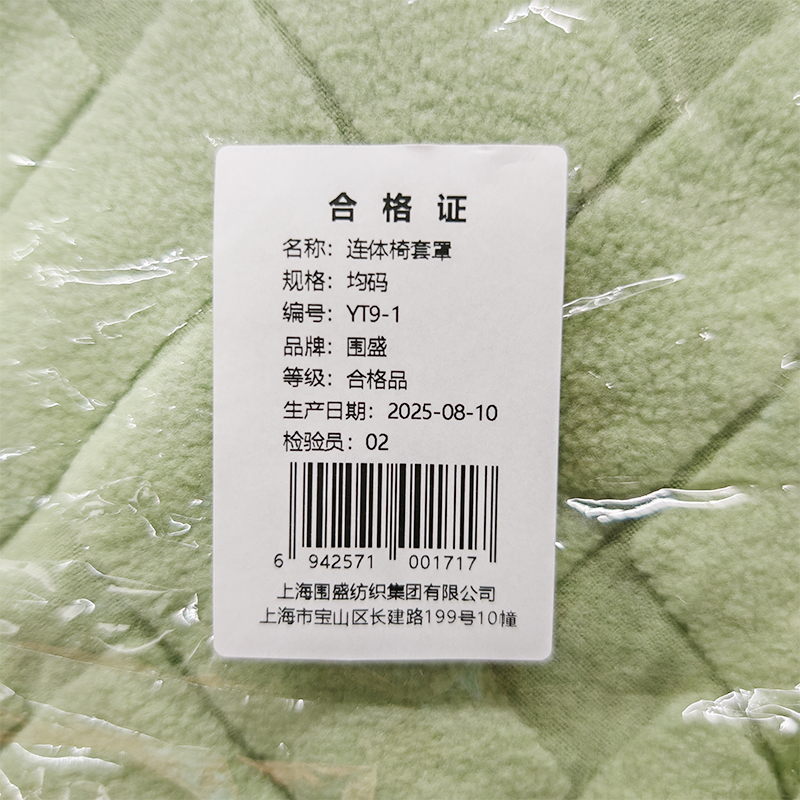 合格证
名称：连体椅套罩
规格：均码
编号：YT9-1
品牌：围盛
等级：合格品
生产日期：2025-08-10
检验员：02
6 942571 001717
上海围盛纺织集团有限公司
上海市宝山区长建路199号10幢